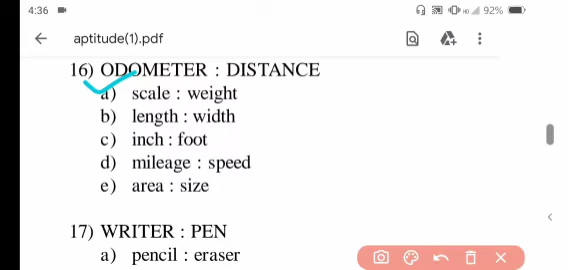 4:36 HD 92%
aptitude(1).pdf
16) ODOMETER : DISTANCE
a) scale : weight
b) length : width
c) inch : foot
d) mileage : speed
e) area : size
17) WRITER : PEN
a) pencil : eraser